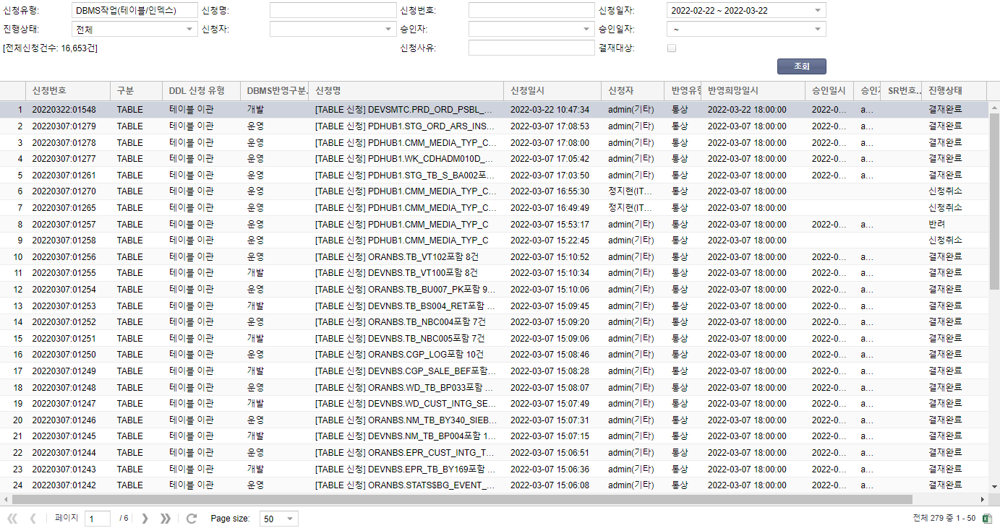 신청유형: DBMS작업(테이블/인덱스) 신청명: 신청번호: 신청일자: 2022-02-22 ~ 2022-03-22
진행상태: 전체 신청자: 승인자: 승인일자: ~
[전체신청건수: 16,653건] 신청사유: 결재대상:
조회
신청번호 구분 DDL 신청 유형 DBMS반영구분.. 신청명 신청일시 신청자 반영유형 반영희망일시 승인일시 승인자 SR번호.. 진행상태
1 20220322:01548 TABLE 테이블 이관 개발 [TABLE 신청] DEVSMTC.PRD_ORD_PSBL_... 2022-03-22 10:47:34 admin(기타) 통상 2022-03-22 18:00:00 2022-0... a... 결재완료
2 20220307:01279 TABLE 테이블 이관 운영 [TABLE 신청] PDHUB1.STG_ORD_ARS_INS... 2022-03-07 17:08:53 admin(기타) 통상 2022-03-07 18:00:00 2022-0... a... 결재완료
3 20220307:01278 TABLE 테이블 이관 운영 [TABLE 신청] PDHUB1.CMM_MEDIA_TYP_C... 2022-03-07 17:08:00 admin(기타) 통상 2022-03-07 18:00:00 2022-0... a... 결재완료
4 20220307:01277 TABLE 테이블 이관 운영 [TABLE 신청] PDHUB1.WK_CDHADM010D_... 2022-03-07 17:05:42 admin(기타) 통상 2022-03-07 18:00:00 2022-0... a... 결재완료
5 20220307:01261 TABLE 테이블 이관 운영 [TABLE 신청] PDHUB1.STG_TB_S_BA002포... 2022-03-07 17:03:50 admin(기타) 통상 2022-03-07 18:00:00 2022-0... a... 결재완료
6 20220307:01270 TABLE 테이블 이관 운영 [TABLE 신청] PDHUB1.CMM_MEDIA_TYP_C... 2022-03-07 16:55:30 정지현(IT... 통상 2022-03-07 18:00:00 신청취소
7 20220307:01265 TABLE 테이블 이관 운영 [TABLE 신청] PDHUB1.CMM_MEDIA_TYP_C... 2022-03-07 16:49:49 정지현(IT... 통상 2022-03-07 18:00:00 신청취소
8 20220307:01257 TABLE 테이블 이관 운영 [TABLE 신청] PDHUB1.CMM_MEDIA_TYP_C 2022-03-07 15:53:17 admin(기타) 통상 2022-03-07 18:00:00 2022-0... a... 반려
9 20220307:01258 TABLE 테이블 이관 운영 [TABLE 신청] PDHUB1.CMM_MEDIA_TYP_C 2022-03-07 15:22:45 admin(기타) 통상 2022-03-07 18:00:00 신청취소
10 20220307:01256 TABLE 테이블 이관 운영 [TABLE 신청] ORANBS.TB_VT102포함 8건 2022-03-07 15:10:52 admin(기타) 통상 2022-03-07 18:00:00 2022-0... a... 결재완료
11 20220307:01255 TABLE 테이블 이관 개발 [TABLE 신청] DEVNBS.TB_VT100포함 8건 2022-03-07 15:10:34 admin(기타) 통상 2022-03-07 18:00:00 2022-0... a... 결재완료
12 20220307:01254 TABLE 테이블 이관 운영 [TABLE 신청] ORANBS.TB_BU007_PK포함 9... 2022-03-07 15:10:06 admin(기타) 통상 2022-03-07 18:00:00 2022-0... a... 결재완료
13 20220307:01253 TABLE 테이블 이관 개발 [TABLE 신청] DEVNBS.TB_BS004_RET포함 ... 2022-03-07 15:09:45 admin(기타) 통상 2022-03-07 18:00:00 2022-0... a... 결재완료
14 20220307:01252 TABLE 테이블 이관 운영 [TABLE 신청] ORANBS.TB_NBC004포함 7건 2022-03-07 15:09:20 admin(기타) 통상 2022-03-07 18:00:00 2022-0... a... 결재완료
15 20220307:01251 TABLE 테이블 이관 개발 [TABLE 신청] DEVNBS.TB_NBC005포함 7건 2022-03-07 15:09:06 admin(기타) 통상 2022-03-07 18:00:00 2022-0... a... 결재완료
16 20220307:01250 TABLE 테이블 이관 운영 [TABLE 신청] ORANBS.CGP_LOG포함 10건 2022-03-07 15:08:46 admin(기타) 통상 2022-03-07 18:00:00 2022-0... a... 결재완료
17 20220307:01249 TABLE 테이블 이관 개발 [TABLE 신청] DEVNBS.CGP_SALE_BEF포함... 2022-03-07 15:08:28 admin(기타) 통상 2022-03-07 18:00:00 2022-0... a... 결재완료
18 20220307:01248 TABLE 테이블 이관 운영 [TABLE 신청] ORANBS.WD_TB_BP033포함 ... 2022-03-07 15:08:07 admin(기타) 통상 2022-03-07 18:00:00 2022-0... a... 결재완료
19 20220307:01247 TABLE 테이블 이관 개발 [TABLE 신청] DEVNBS.WD_CUST_INTG_SE... 2022-03-07 15:07:49 admin(기타) 통상 2022-03-07 18:00:00 2022-0... a... 결재완료
20 20220307:01246 TABLE 테이블 이관 운영 [TABLE 신청] ORANBS.NM_TB_BY340_SIEB... 2022-03-07 15:07:31 admin(기타) 통상 2022-03-07 18:00:00 2022-0... a... 결재완료
21 20220307:01245 TABLE 테이블 이관 개발 [TABLE 신청] DEVNBS.NM_TB_BP004포함 1... 2022-03-07 15:07:15 admin(기타) 통상 2022-03-07 18:00:00 2022-0... a... 결재완료
22 20220307:01244 TABLE 테이블 이관 운영 [TABLE 신청] ORANBS.EPR_CUST_INTG_T... 2022-03-07 15:06:51 admin(기타) 통상 2022-03-07 18:00:00 2022-0... a... 결재완료
23 20220307:01243 TABLE 테이블 이관 개발 [TABLE 신청] DEVNBS.EPR_TB_BY169포함 ... 2022-03-07 15:06:36 admin(기타) 통상 2022-03-07 18:00:00 2022-0... a... 결재완료
24 20220307:01242 TABLE 테이블 이관 운영 [TABLE 신청] ORANBS.STATS$BG_EVENT_... 2022-03-07 15:06:08 admin(기타) 통상 2022-03-07 18:00:00 2022-0... a... 결재완료
페이지 1 / 6 Page size: 50 전체 279 중 1 - 50